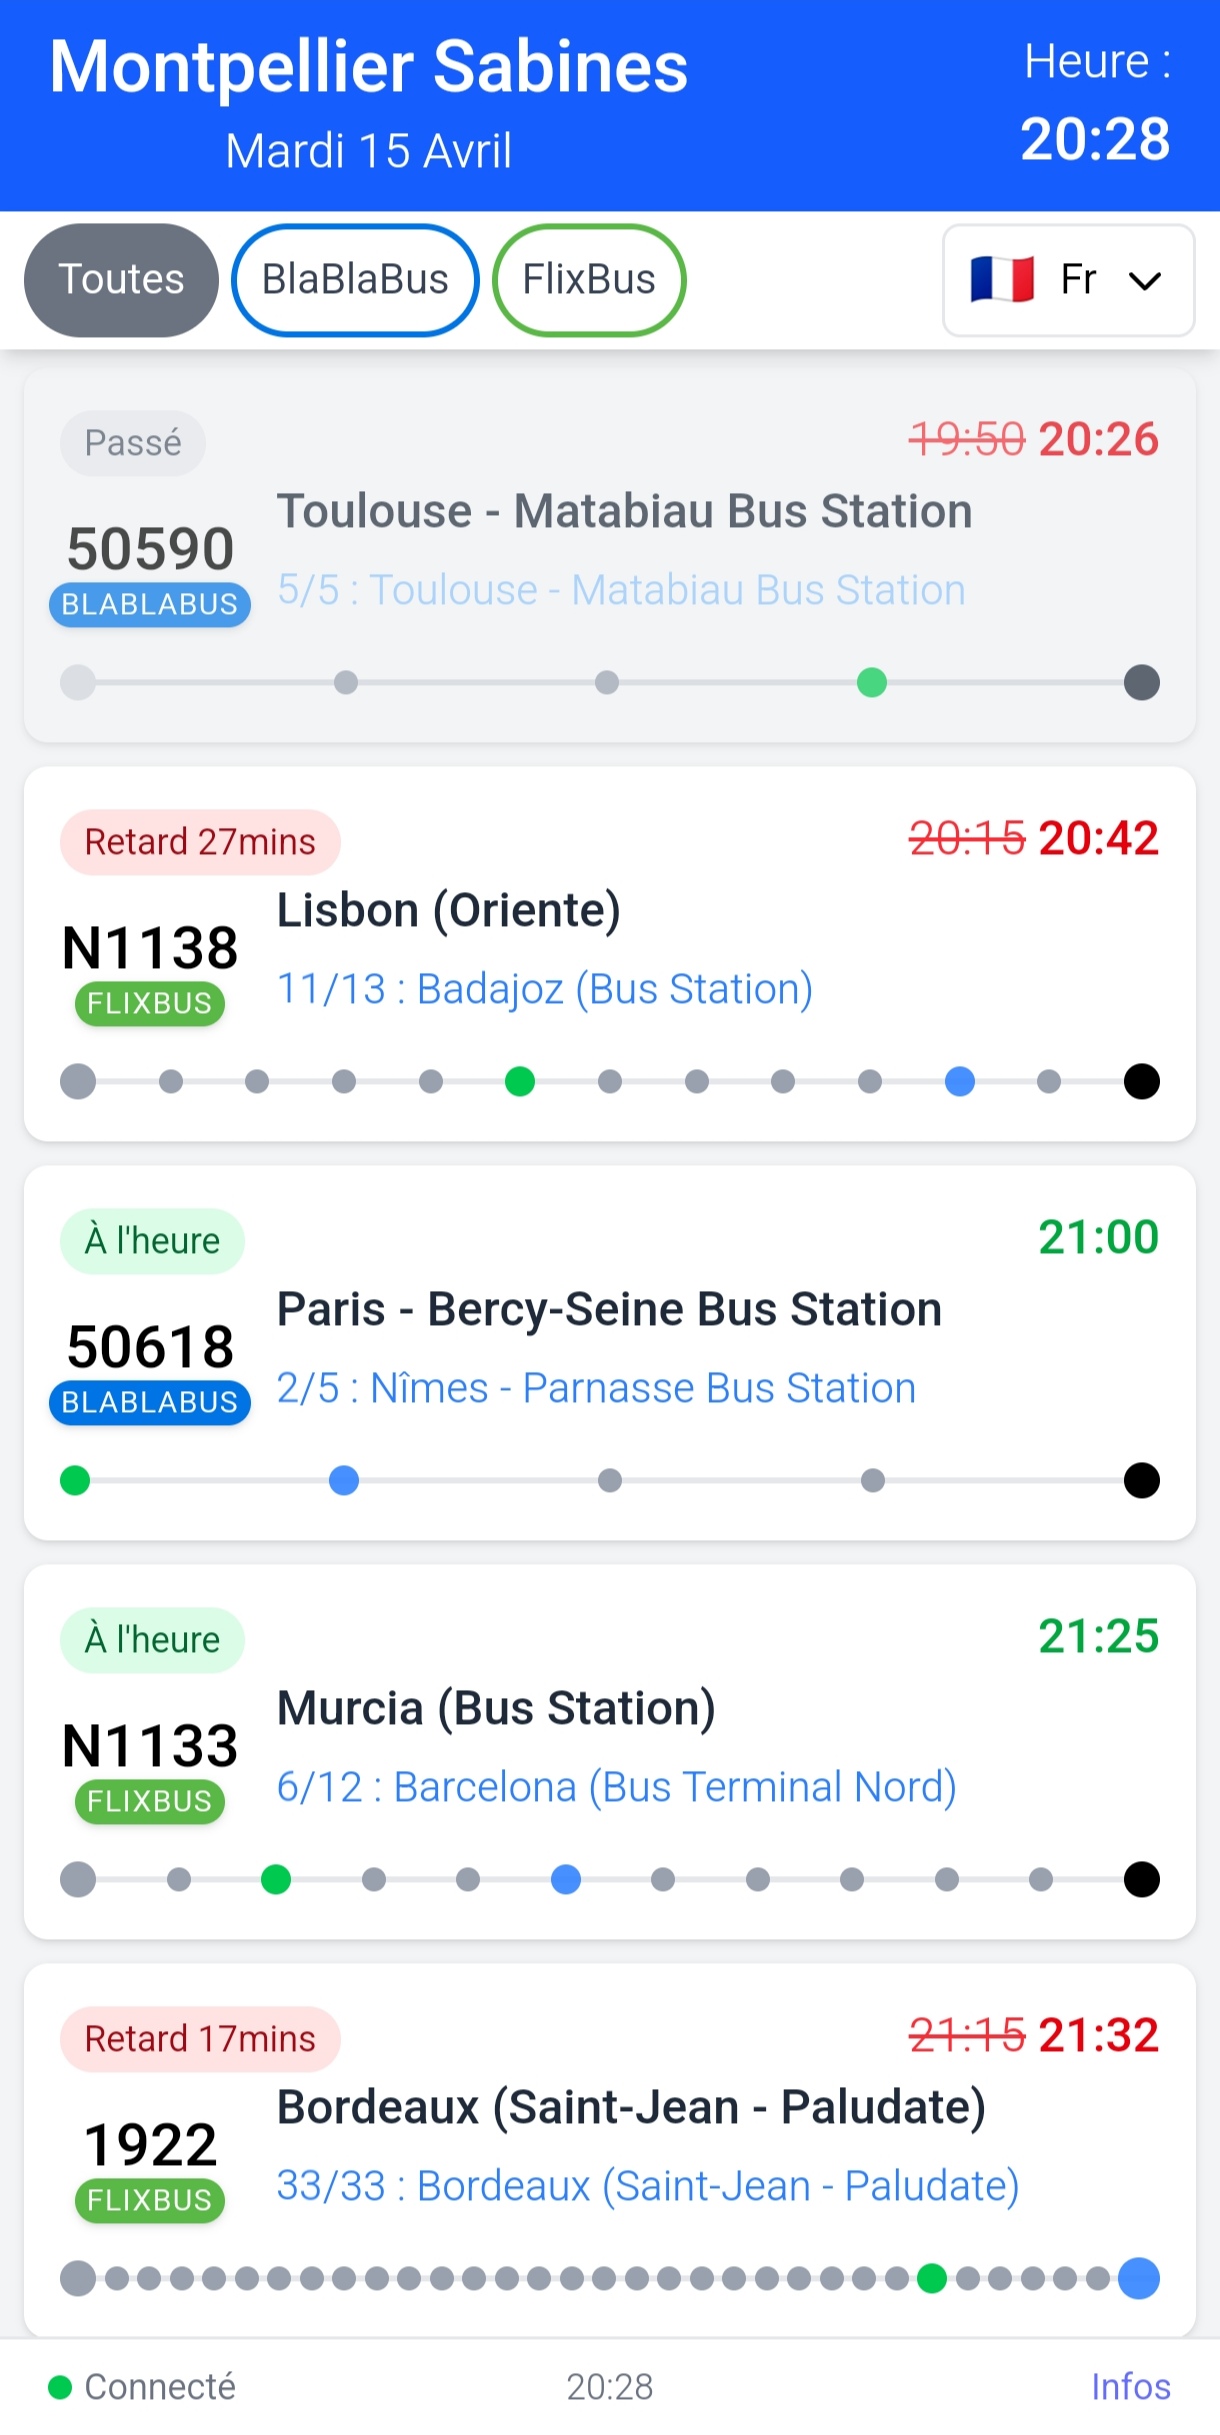 Montpellier Sabines
Mardi 15 Avril
Heure :
20:28
Toutes
BlaBlaBus
FlixBus
Fr
Passé
19:50 20:26
Toulouse - Matabiau Bus Station
50590
BLABLABUS
5/5 : Toulouse - Matabiau Bus Station
Retard 27mins
20:15 20:42
Lisbon (Oriente)
N1138
FLIXBUS
11/13 : Badajoz (Bus Station)
À l'heure
21:00
Paris - Bercy-Seine Bus Station
50618
BLABLABUS
2/5 : Nîmes - Parnasse Bus Station
À l'heure
21:25
Murcia (Bus Station)
N1133
FLIXBUS
6/12 : Barcelona (Bus Terminal Nord)
Retard 17mins
21:15 21:32
Bordeaux (Saint-Jean - Paludate)
1922
FLIXBUS
33/33 : Bordeaux (Saint-Jean - Paludate)
Connecté
20:28
Infos